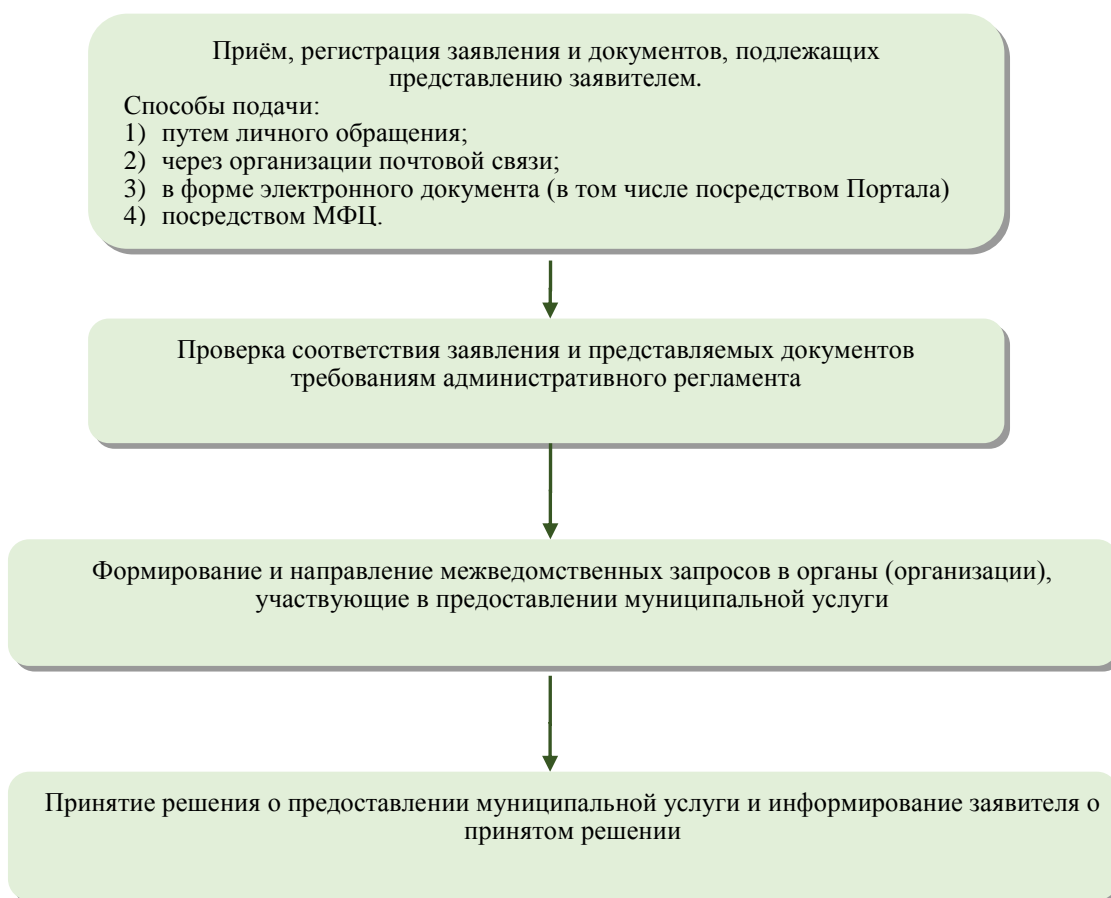 Приём, регистрация заявления и документов, подлежащих
представлению заявителем.
Способы подачи:
1) путем личного обращения;
2) через организации почтовой связи;
3) в форме электронного документа (в том числе посредством Портала)
4) посредством МФЦ.
Проверка соответствия заявления и представляемых документов
требованиям административного регламента
Формирование и направление межведомственных запросов в органы (организации),
участвующие в предоставлении муниципальной услуги
Принятие решения о предоставлении муниципальной услуги и информирование заявителя о
принятом решении